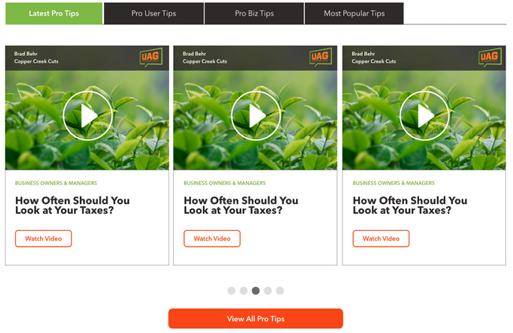 Latest Pro Tips
Pro User Tips
Pro Biz Tips
Most Popular Tips
Brad Behr
Copper Creek Cuts
UAG
BUSINESS OWNERS & MANAGERS
How Often Should You
Look at Your Taxes?
Watch Video
Brad Behr
Copper Creek Cuts
UAG
BUSINESS OWNERS & MANAGERS
How Often Should You
Look at Your Taxes?
Watch Video
Brad Behr
Copper Creek Cuts
UAG
BUSINESS OWNERS & MANAGERS
How Often Should You
Look at Your Taxes?
Watch Video
View All Pro Tips